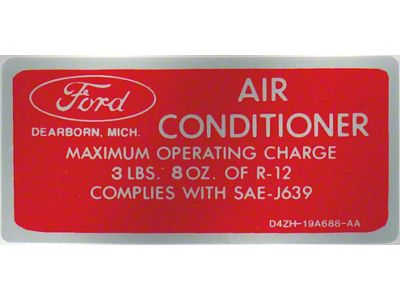 Ford
AIR
DEARBORN, MICH.
CONDITIONER
MAXIMUM OPERATING CHARGE
3 LBS. 8 OZ. OF R-12
COMPLIES WITH SAE-J639
D4ZH-19A688-AA